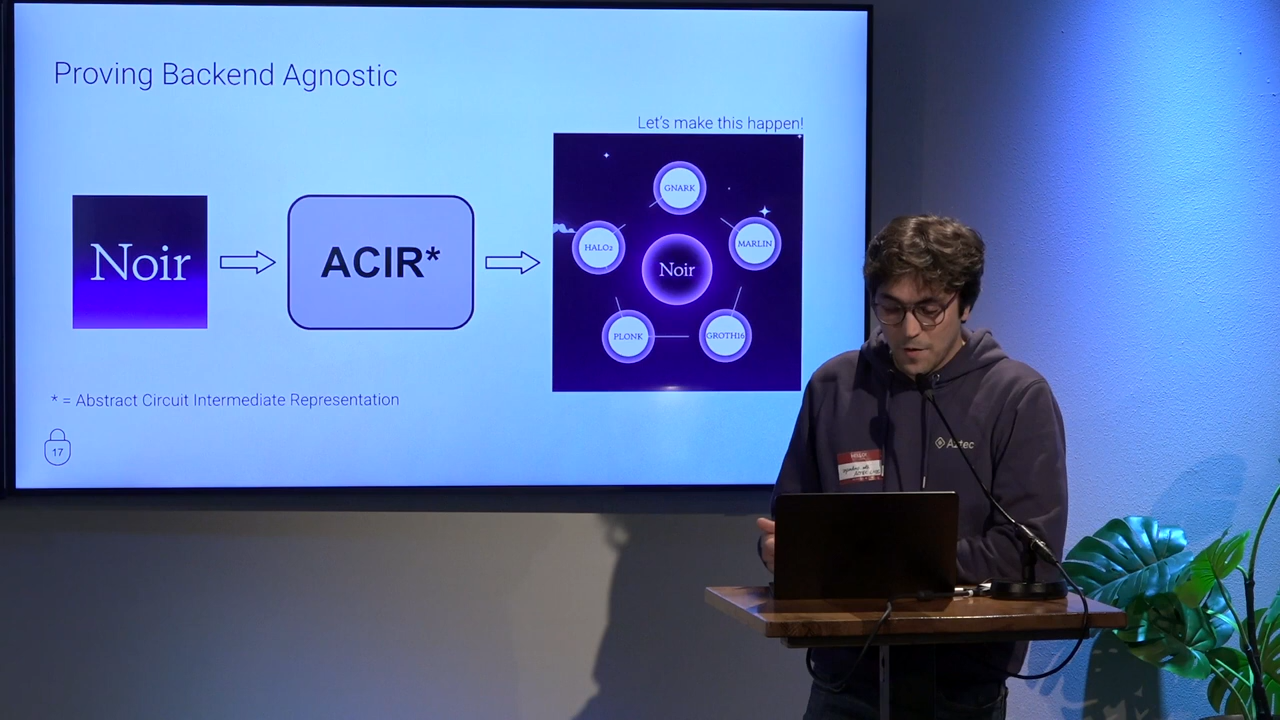 Proving Backend Agnostic
Let's make this happen!
Noir
ACIR*
GNARK
HALO2
MARLIN
Noir
PLONK
GROTH16
* = Abstract Circuit Intermediate Representation
17
Aztec